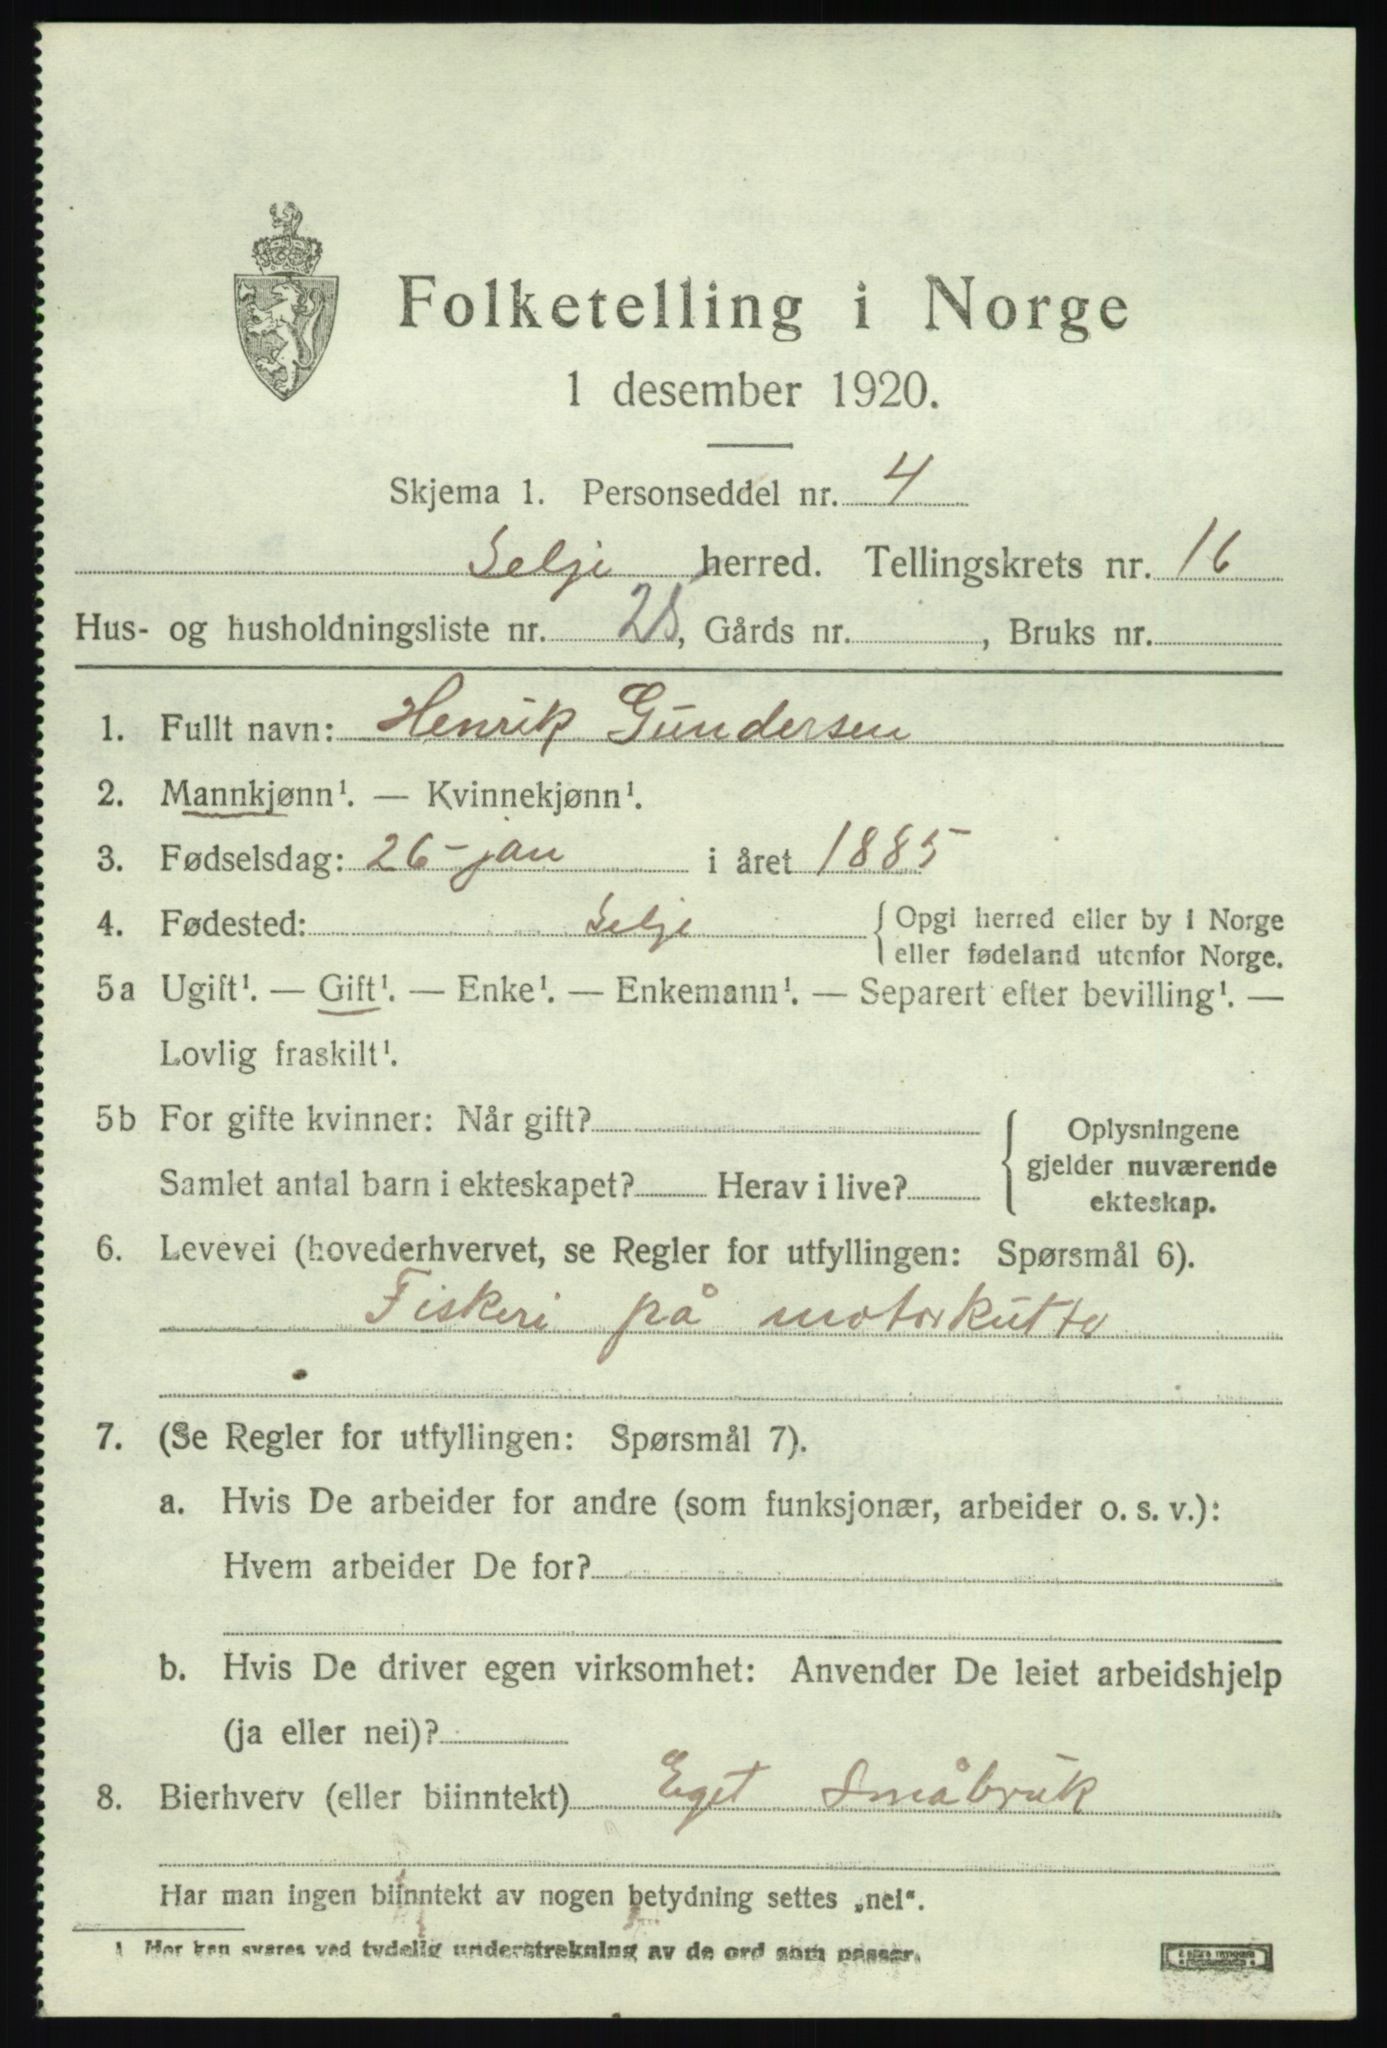 Folketelling i Norge
1 desember 1920.
Skjema 1. Personseddel nr. 4
Selje herred. Tellingskrets nr. 16
Hus- og husholdningsliste nr. 28, Gårds nr. , Bruks nr.
1. Fullt navn: Henrik Gundersen
2. Mannkjønn¹. — Kvinnekjønn¹.
3. Fødselsdag: 26-jan i året 1885
4. Fødested: Selje { Opgi herred eller by i Norge
eller fødeland utenfor Norge.
5a Ugift¹. — Gift¹. — Enke¹. — Enkemann¹. — Separert efter bevilling¹. —
Lovlig fraskilt¹.
5b For gifte kvinner: Når gift?
Samlet antal barn i ekteskapet? Herav i live?
{ Oplysningene
gjelder nuværende
ekteskap.
6. Levevei (hovederhvervet, se Regler for utfyllingen: Spørsmål 6).
Fiskeri på motorkutte
7. (Se Regler for utfyllingen: Spørsmål 7).
a. Hvis De arbeider for andre (som funksjonær, arbeider o. s. v.):
Hvem arbeider De for?
b. Hvis De driver egen virksomhet: Anvender De leiet arbeidshjelp
(ja eller nei)?
8. Bierhverv (eller biinntekt) Eget Småbruk
Har man ingen biinntekt av nogen betydning settes „nei“.
1 Her kan svares ved tydelig understrekning av de ord som passer.